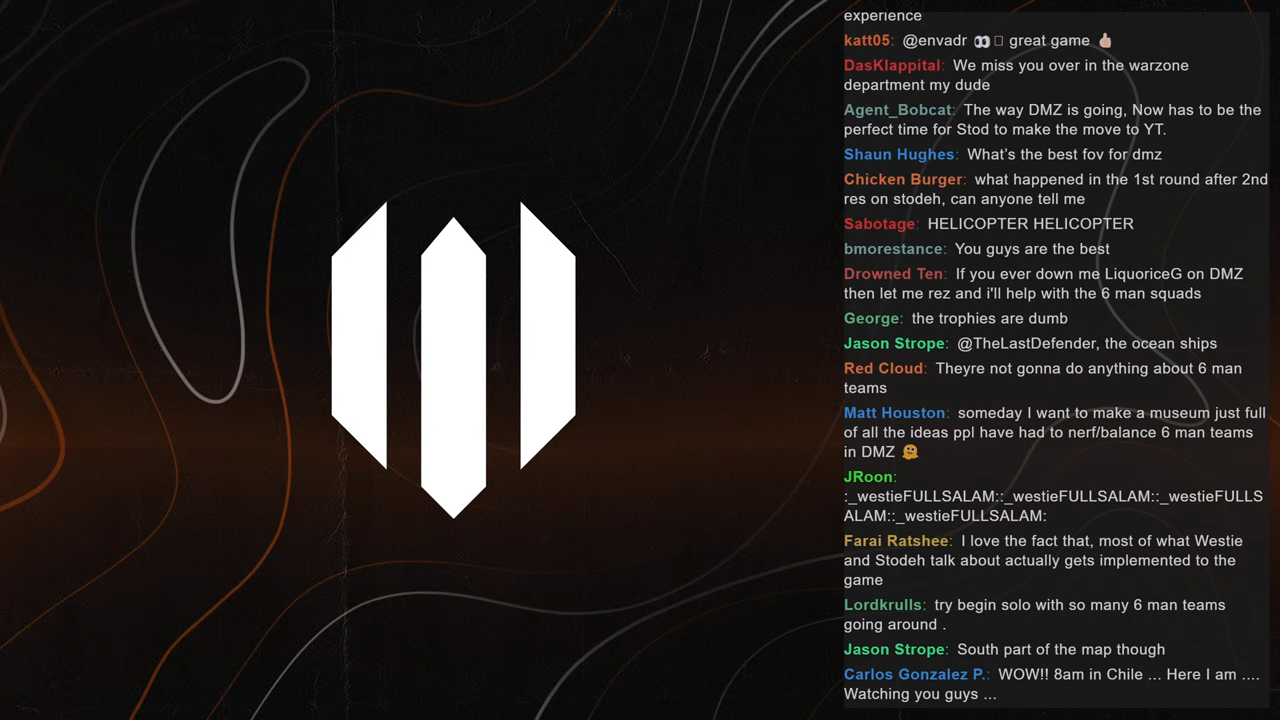 experience
katt05: @envadr 👀 great game 👍🏼
DasKlappital: We miss you over in the warzone
department my dude
Agent_Bobcat: The way DMZ is going, Now has to be the
perfect time for Stod to make the move to YT.
Shaun Hughes: What's the best fov for dmz
Chicken Burger: what happened in the 1st round after 2nd
res on stodeh, can anyone tell me
Sabotage: HELICOPTER HELICOPTER
bmorestance: You guys are the best
Drowned Ten: If you ever down me LiquoriceG on DMZ
then let me rez and i'll help with the 6 man squads
George: the trophies are dumb
Jason Strope: @TheLastDefender, the ocean ships
Red Cloud: Theyre not gonna do anything about 6 man
teams
Matt Houston: someday I want to make a museum just full
of all the ideas ppl have had to nerf/balance 6 man teams
in DMZ 🤗
JRoon:
:_westieFULLSALAM::_westieFULLSALAM::_westieFULLS
ALAM::_westieFULLSALAM:
Farai Ratshee: I love the fact that, most of what Westie
and Stodeh talk about actually gets implemented to the
game
Lordkrulls: try begin solo with so many 6 man teams
going around .
Jason Strope: South part of the map though
Carlos Gonzalez P.: WOW!! 8am in Chile ... Here I am ....
Watching you guys ...